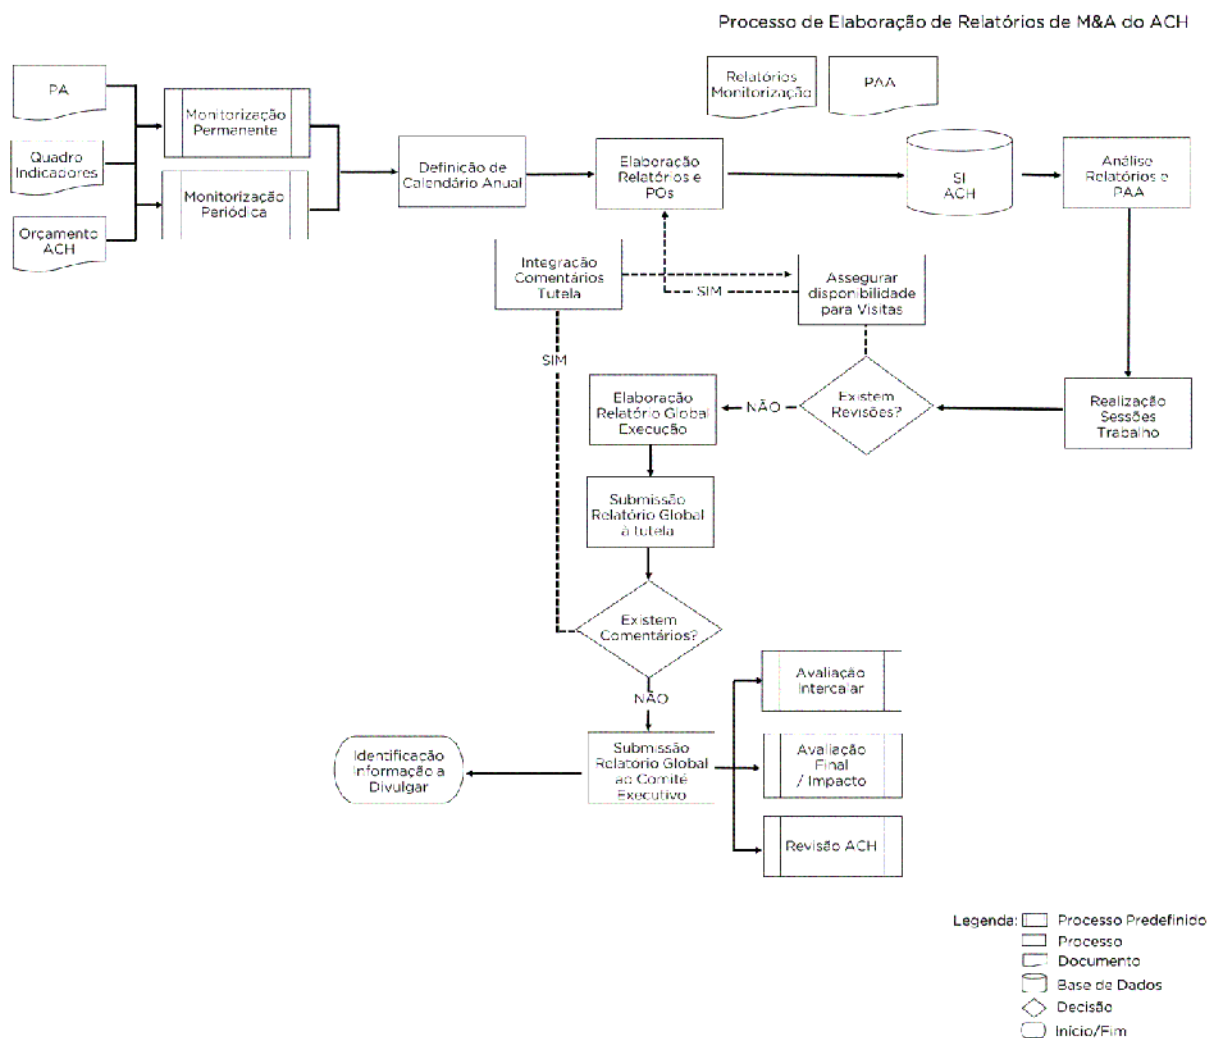 Processo de Elaboração de Relatórios de M&A do ACH
PA
Quadro
Indicadores
Orçamento
ACH
Monitorização
Permanente
Monitorização
Periódica
Definição de
Calendário Anual
Relatórios
Monitorização
PAA
Elaboração
Relatórios e
POs
SI
ACH
Análise
Relatórios e
PAA
Integração
Comentários
Tutela
SIM
Assegurar
disponibilidade
para Visitas
SIM
Elaboração
Relatório Global
Execução
NÃO
Existem
Revisões?
Realização
Sessões
Trabalho
Submissão
Relatório Global
à tutela
Existem
Comentários?
NÃO
Identificação
Informação a
Divulgar
Submissão
Relatorio Global
ao Comité
Executivo
Avaliação
Intercalar
Avaliação
Final
/ Impacto
Revisão ACH
Legenda:
Processo Predefinido
Processo
Documento
Base de Dados
Decisão
Início/Fim